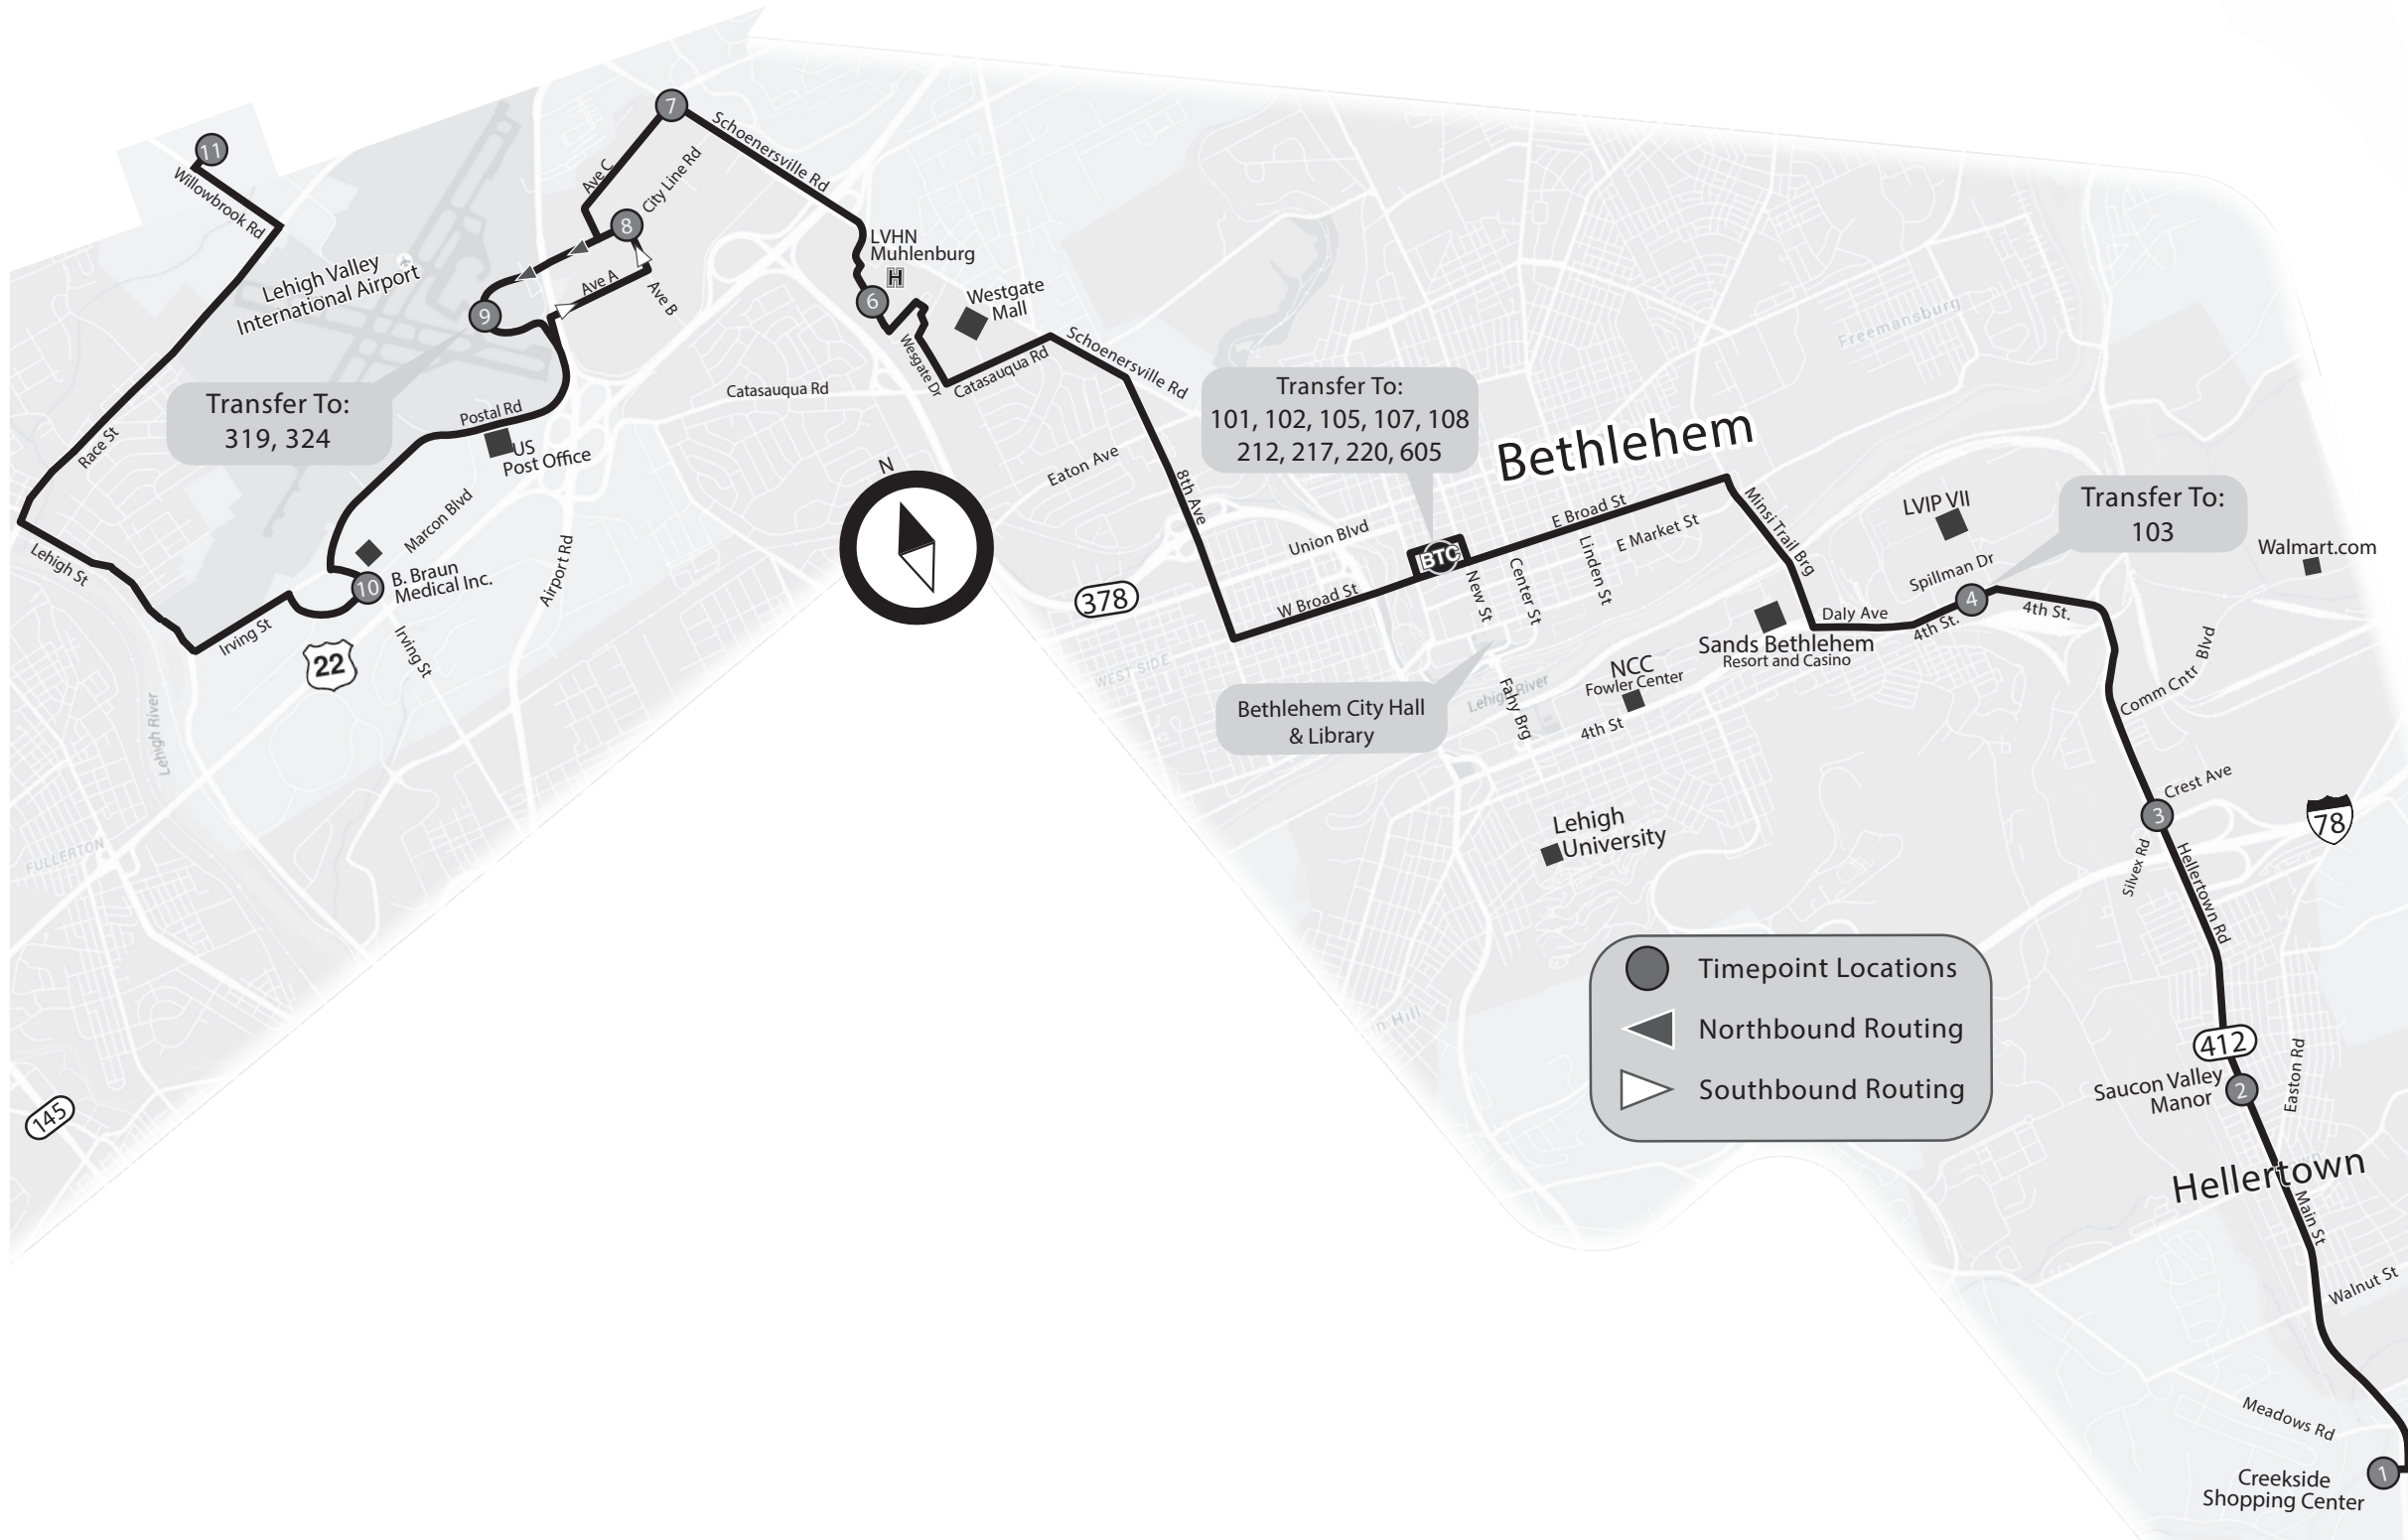 11
Willowbrook Rd
Lehigh Valley
International Airport
7
Schoenersville Rd
Ave C
City Line Rd
8
Ave A
Ave B
9
LVHN
Muhlenburg
H
6
Westgate
Mall
Wesgate Dr
Catasauqua Rd
Schoenersville Rd
Catasauqua Rd
Transfer To:
319, 324
Race St
Postal Rd
US
Post Office
Marcon Blvd
10
B. Braun
Medical Inc.
Airport Rd
Lehigh St
Irving St
Irving St
22
Lehigh River
FULLERTON
145
N
Eaton Ave
8th Ave
378
Transfer To:
101, 102, 105, 107, 108
212, 217, 220, 605
Bethlehem
Freemansburg
Union Blvd
BTC
W Broad St
E Broad St
E Market St
New St
Center St
Linden St
Minsi Trail Brg
WEST SIDE
Bethlehem City Hall
& Library
Lehigh River
Fahy Brg
NCC
Fowler Center
4th St
Sands Bethlehem
Resort and Casino
Daly Ave
LVIP VII
Spillman Dr
4th St.
4
4th St.
Transfer To:
103
Walmart.com
Comm Cntr Blvd
Crest Ave
3
Silvex Rd
Hellertown Rd
78
Lehigh
University
Timepoint Locations
Northbound Routing
Southbound Routing
412
Saucon Valley
Manor
2
Easton Rd
Hellertown
Main St
Walnut St
Meadows Rd
1
Creekside
Shopping Center